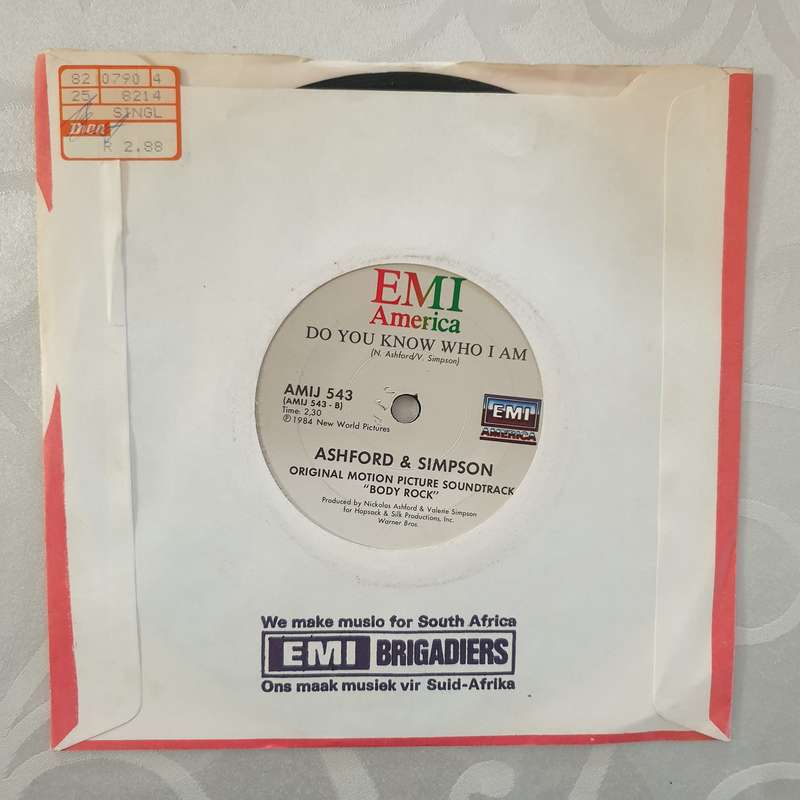 82 0790 4
25 8214
SINGL
R 2.88
EMI
America
DO YOU KNOW WHO I AM
(N. Ashford/V. Simpson)
AMIJ 543
(AMIJ 543 - B)
Time: 2,30
℗1984 New World Pictures
EMI
AMERICA
ASHFORD & SIMPSON
ORIGINAL MOTION PICTURE SOUNDTRACK
"BODY ROCK"
Produced by Nickolas Ashford & Valerie Simpson
for Hopsack & Silk Productions, Inc.
Warner Bros.
We make music for South Africa
EMI BRIGADIERS
Ons maak musiek vir Suid-Afrika